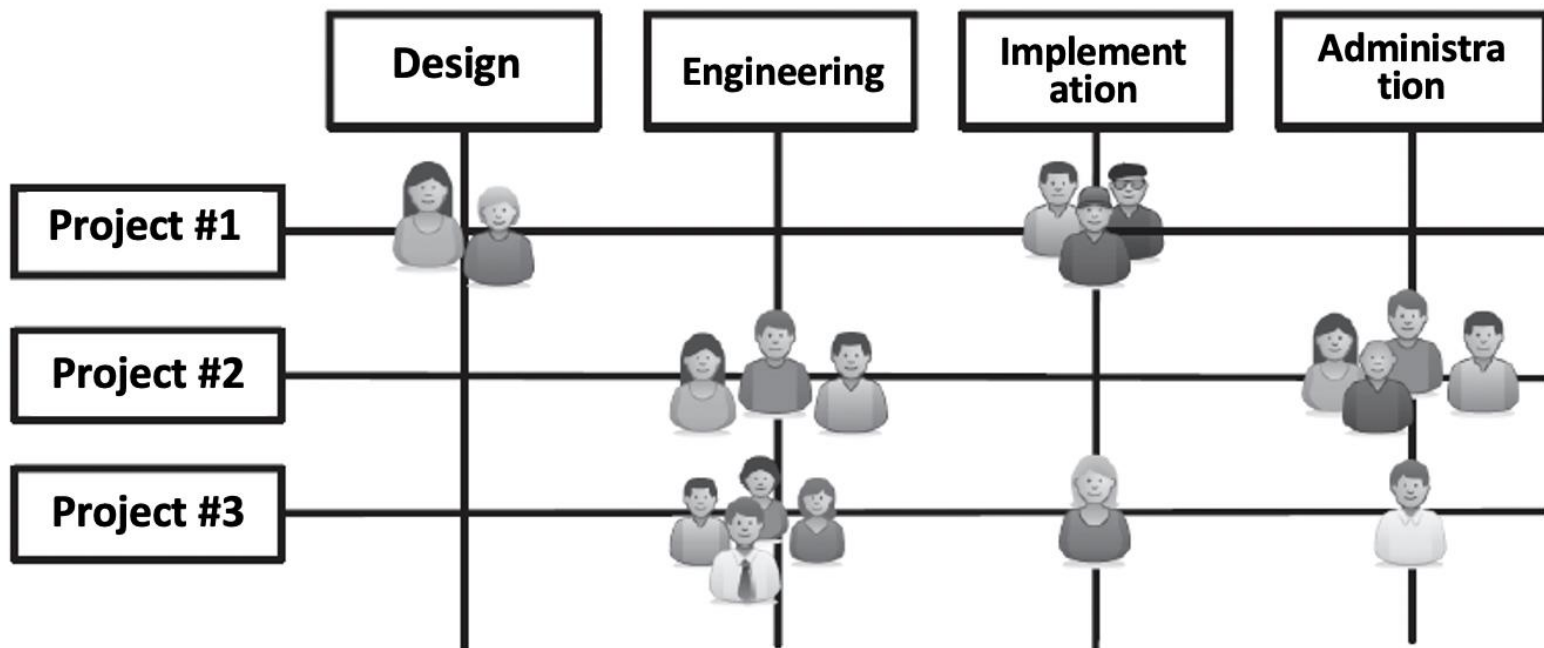 Design
Engineering
Implement
ation
Administra
tion
Project #1
Project #2
Project #3